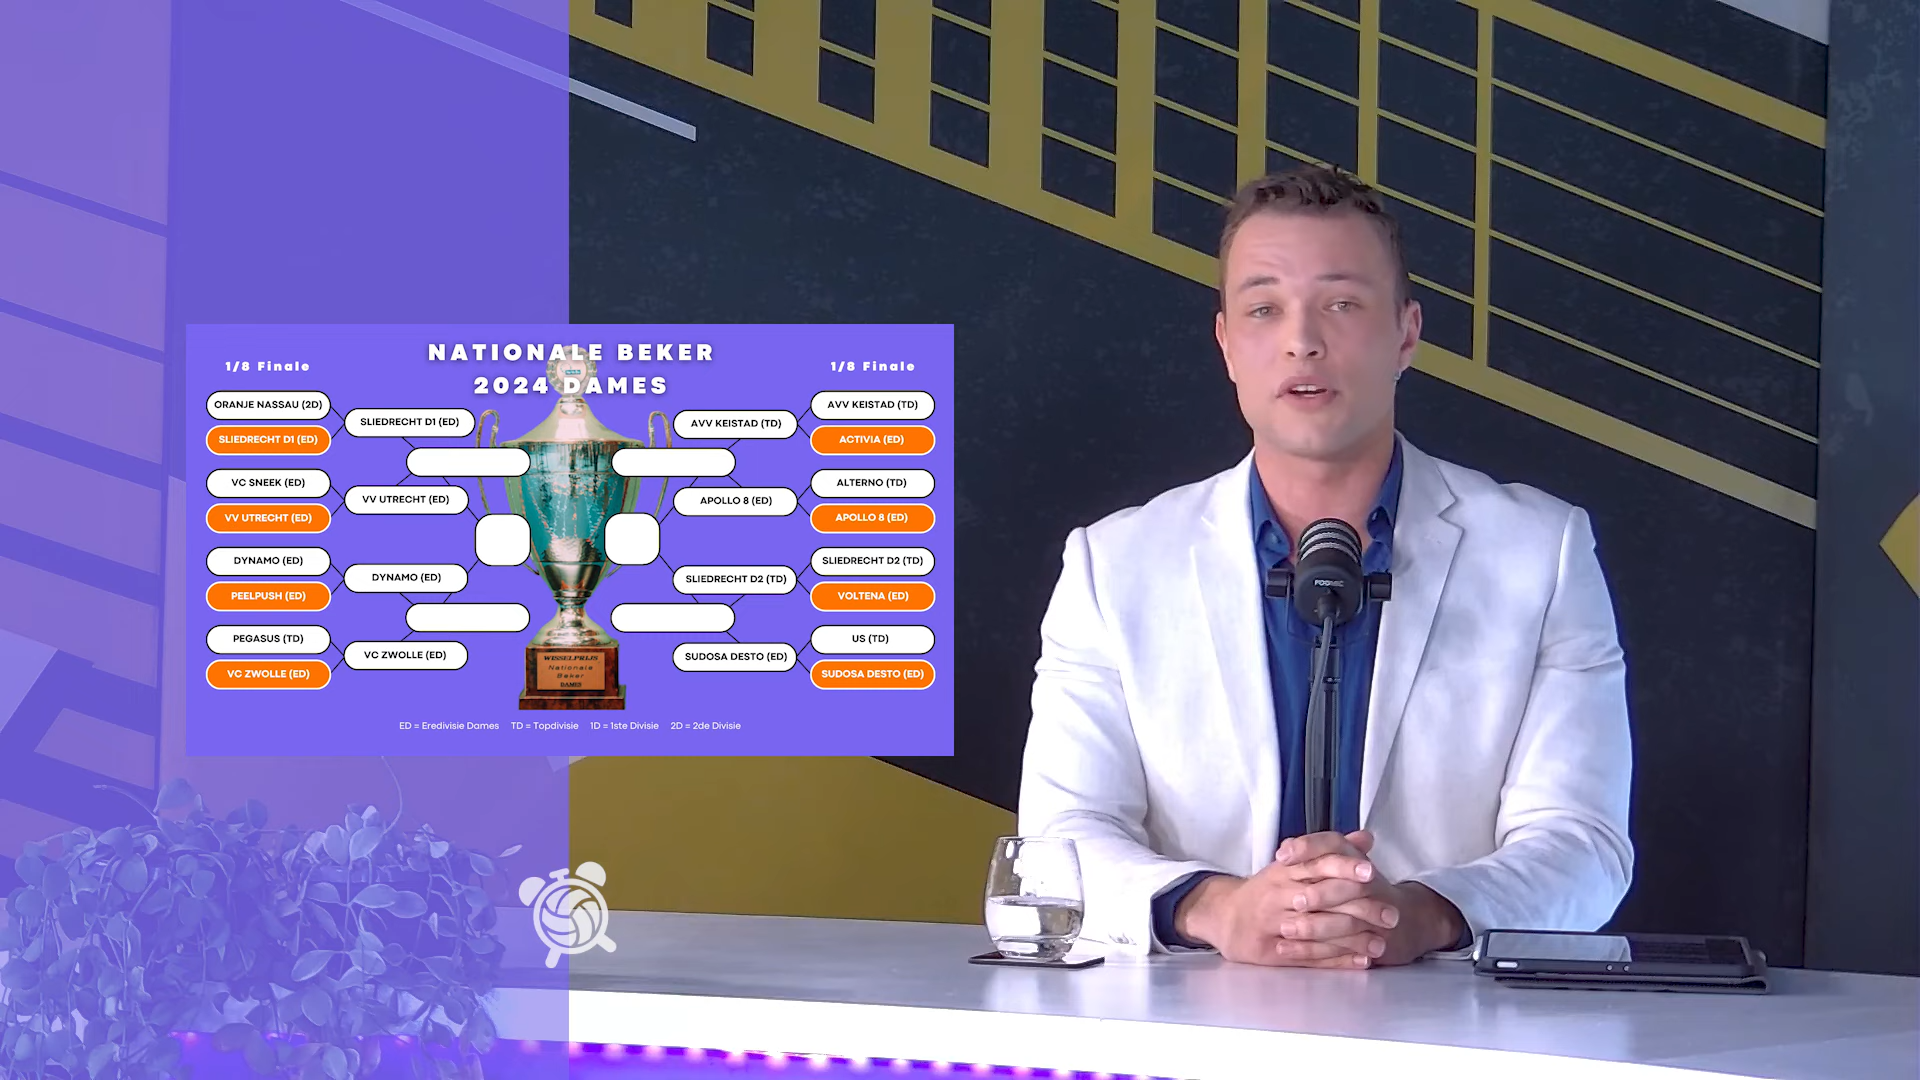 NATIONALE BEKER
2024 DAMES
1/8 Finale
ORANJE NASSAU (2D)
SLIEDRECHT D1 (ED)
VC SNEEK (ED)
VV UTRECHT (ED)
DYNAMO (ED)
PEELPUSH (ED)
PEGASUS (TD)
VC ZWOLLE (ED)
SLIEDRECHT D1 (ED)
VV UTRECHT (ED)
DYNAMO (ED)
VC ZWOLLE (ED)
WISSELPRIJS
Nationale
Beker
DAMES
AVV KEISTAD (TD)
APOLLO 8 (ED)
SLIEDRECHT D2 (TD)
SUDOSA DESTO (ED)
1/8 Finale
AVV KEISTAD (TD)
ACTIVIA (ED)
ALTERNO (TD)
APOLLO 8 (ED)
SLIEDRECHT D2 (TD)
VOLTENA (ED)
US (TD)
SUDOSA DESTO (ED)
ED = Eredivisie Dames TD = Topdivisie 1D = 1ste Divisie 2D = 2de Divisie